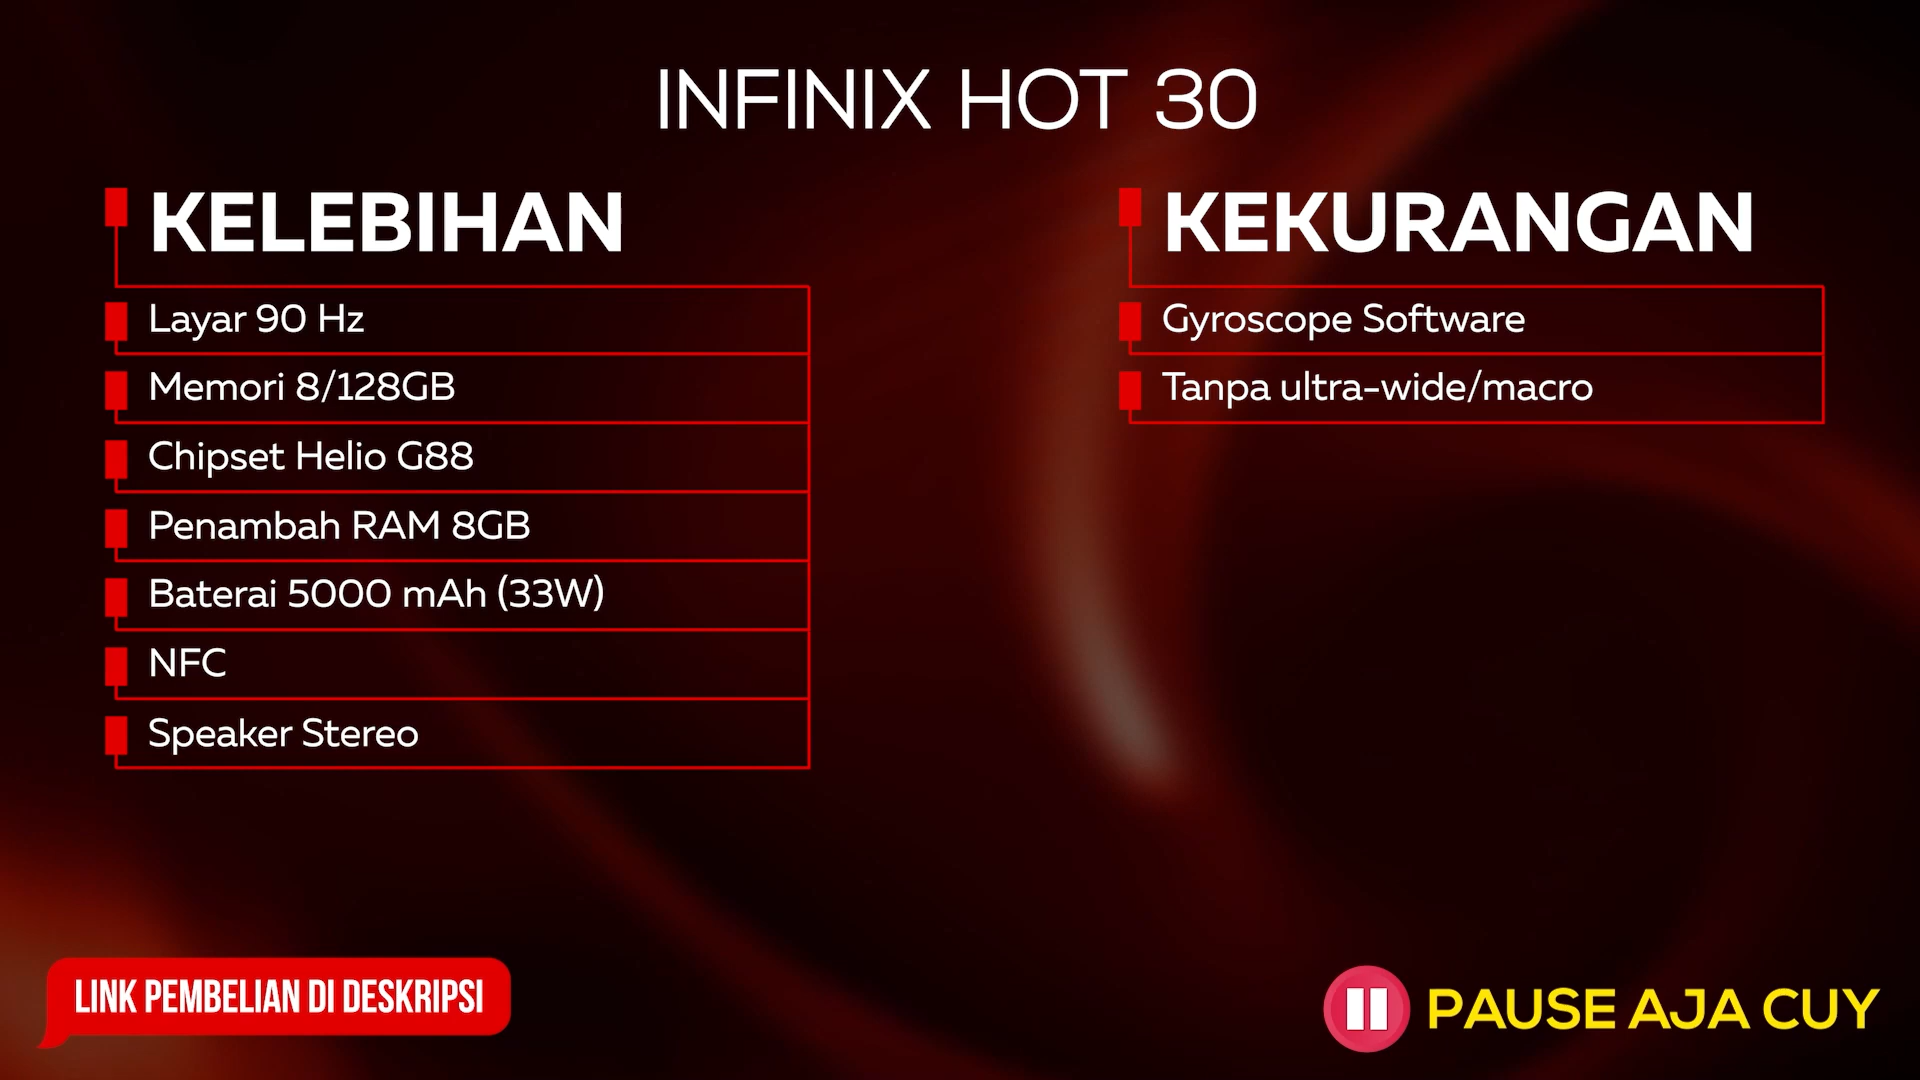 INFINIX HOT 30
KELEBIHAN
Layar 90 Hz
Memori 8/128GB
Chipset Helio G88
Penambah RAM 8GB
Baterai 5000 mAh (33W)
NFC
Speaker Stereo
KEKURANGAN
Gyroscope Software
Tanpa ultra-wide/macro
LINK PEMBELIAN DI DESKRIPSI
PAUSE AJA CUY